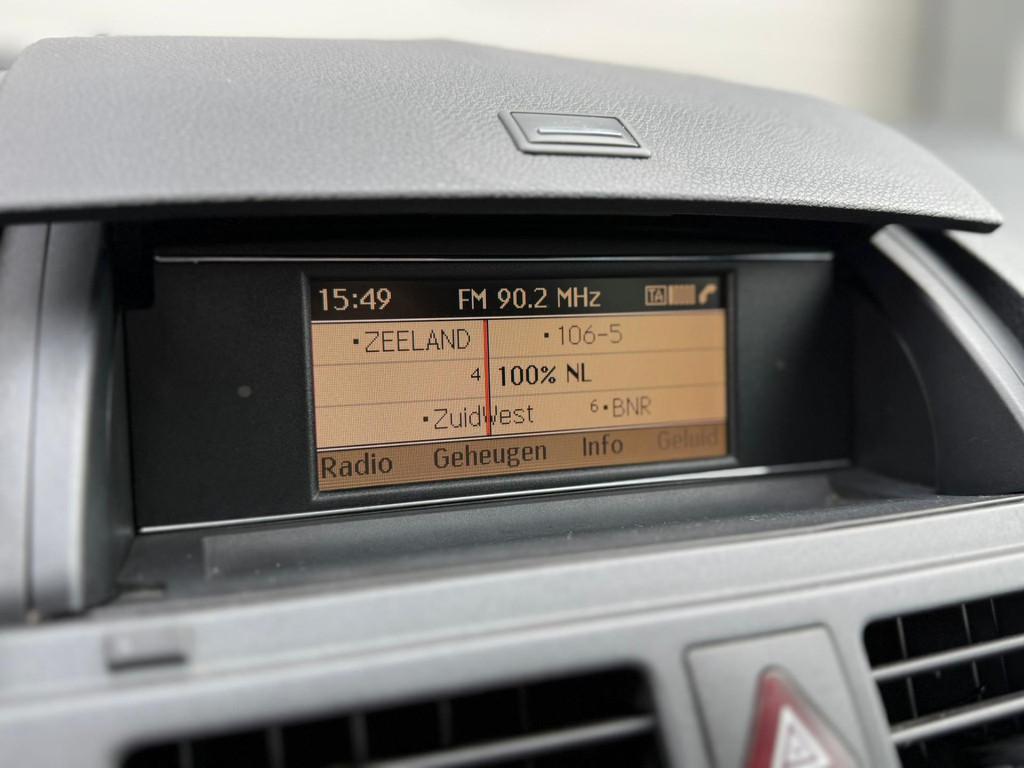 15:49 FM 90.2 MHz TA
▪ZEELAND ▪106-5
4 100% NL
▪ZuidWest 6▪BNR
Radio Geheugen Info Geluid